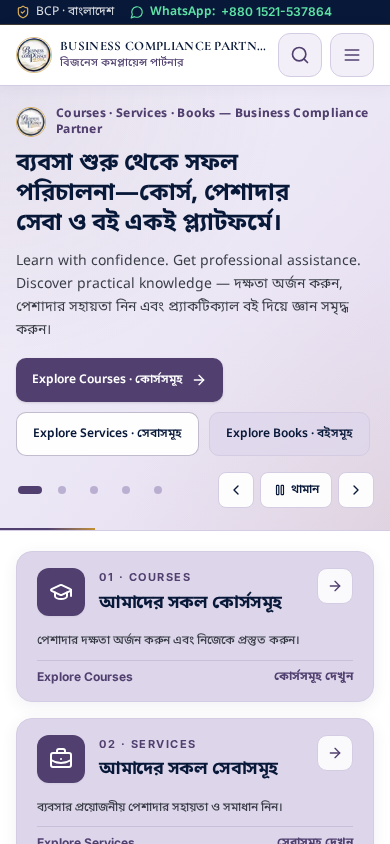 BCP · বাংলাদেশ WhatsApp: +880 1521-537864
BUSINESS COMPLIANCE PARTN...
বিজনেস কমপ্লায়েন্স পার্টনার
Courses · Services · Books — Business Compliance
Partner
ব্যবসা শুরু থেকে সফল
পরিচালনা—কোর্স, পেশাদার
সেবা ও বই একই প্ল্যাটফর্মে।
Learn with confidence. Get professional assistance.
Discover practical knowledge — দক্ষতা অর্জন করুন,
পেশাদার সহায়তা নিন এবং প্র্যাকটিক্যাল বই দিয়ে জ্ঞান সমৃদ্ধ
করুন।
Explore Courses · কোর্সসমূহ
Explore Services · সেবাসমূহ Explore Books · বইসমূহ
থামান
01 · COURSES
আমাদের সকল কোর্সসমূহ
পেশাদার দক্ষতা অর্জন করুন এবং নিজেকে প্রস্তুত করুন।
Explore Courses কোর্সসমূহ দেখুন
02 · SERVICES
আমাদের সকল সেবাসমূহ
ব্যবসার প্রয়োজনীয় পেশাদার সহায়তা ও সমাধান নিন।
Explore Services সেবাসমূহ দেখুন